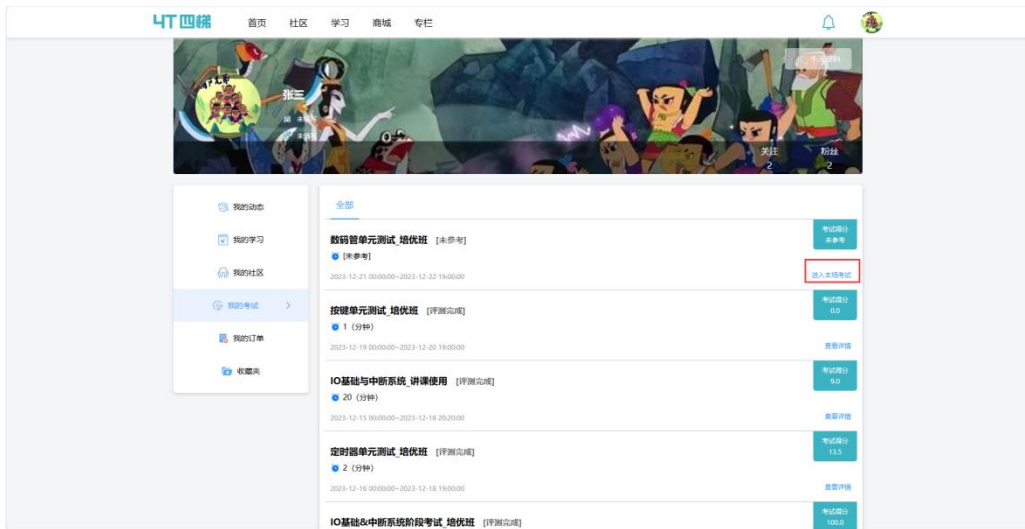 4T 四梯 首页 社区 学习 商城 专栏
个人资料
张三
关注 粉丝
2 2
我的动态
我的学习
我的社区
我的考试
我的订单
收藏夹
全部
数码管单元测试_培优班 [未参考]
考试得分
未参考
[未参考]
2023-12-21 00:00:00~2023-12-22 19:00:00
进入本场考试
按键单元测试_培优班 [评测完成]
考试得分
0.0
1(分钟)
2023-12-19 00:00:00~2023-12-20 19:00:00
查看详情
IO基础与中断系统_讲课使用 [评测完成]
考试得分
9.0
20(分钟)
2023-12-15 00:00:00~2023-12-18 20:20:00
查看详情
定时器单元测试_培优班 [评测完成]
考试得分
13.5
2(分钟)
2023-12-16 00:00:00~2023-12-18 19:00:00
查看详情
IO基础&中断系统阶段考试_培优班 [评测完成]
考试得分
100.0